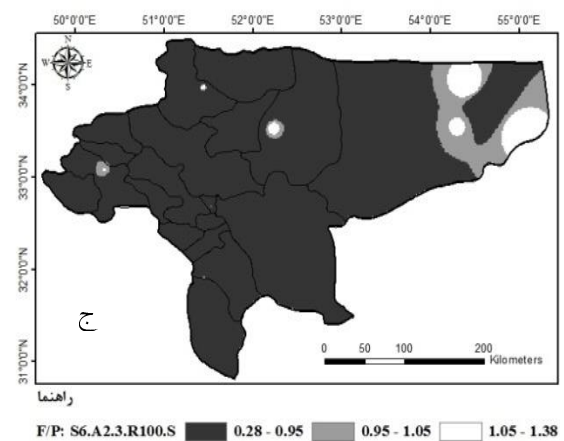 50°0'0"E 51°0'0"E 52°0'0"E 53°0'0"E 54°0'0"E 55°0'0"E
N
W E
S
34°0'0"N
33°0'0"N
32°0'0"N
31°0'0"N
ج
0 50 100 200
Kilometers
راهنما
F/P: S6.A2.3.R100.S 0.28 - 0.95 0.95 - 1.05 1.05 - 1.38